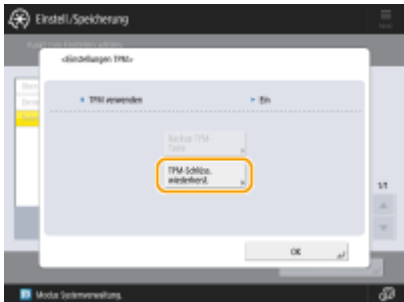 Einstell./Speicherung
<Einstellungen TPM>
TPM verwenden
Ein
Backup TPM-
Taste
TPM-Schlüss.
wiederherst.
1/1
OK
Modus Systemverwaltung.